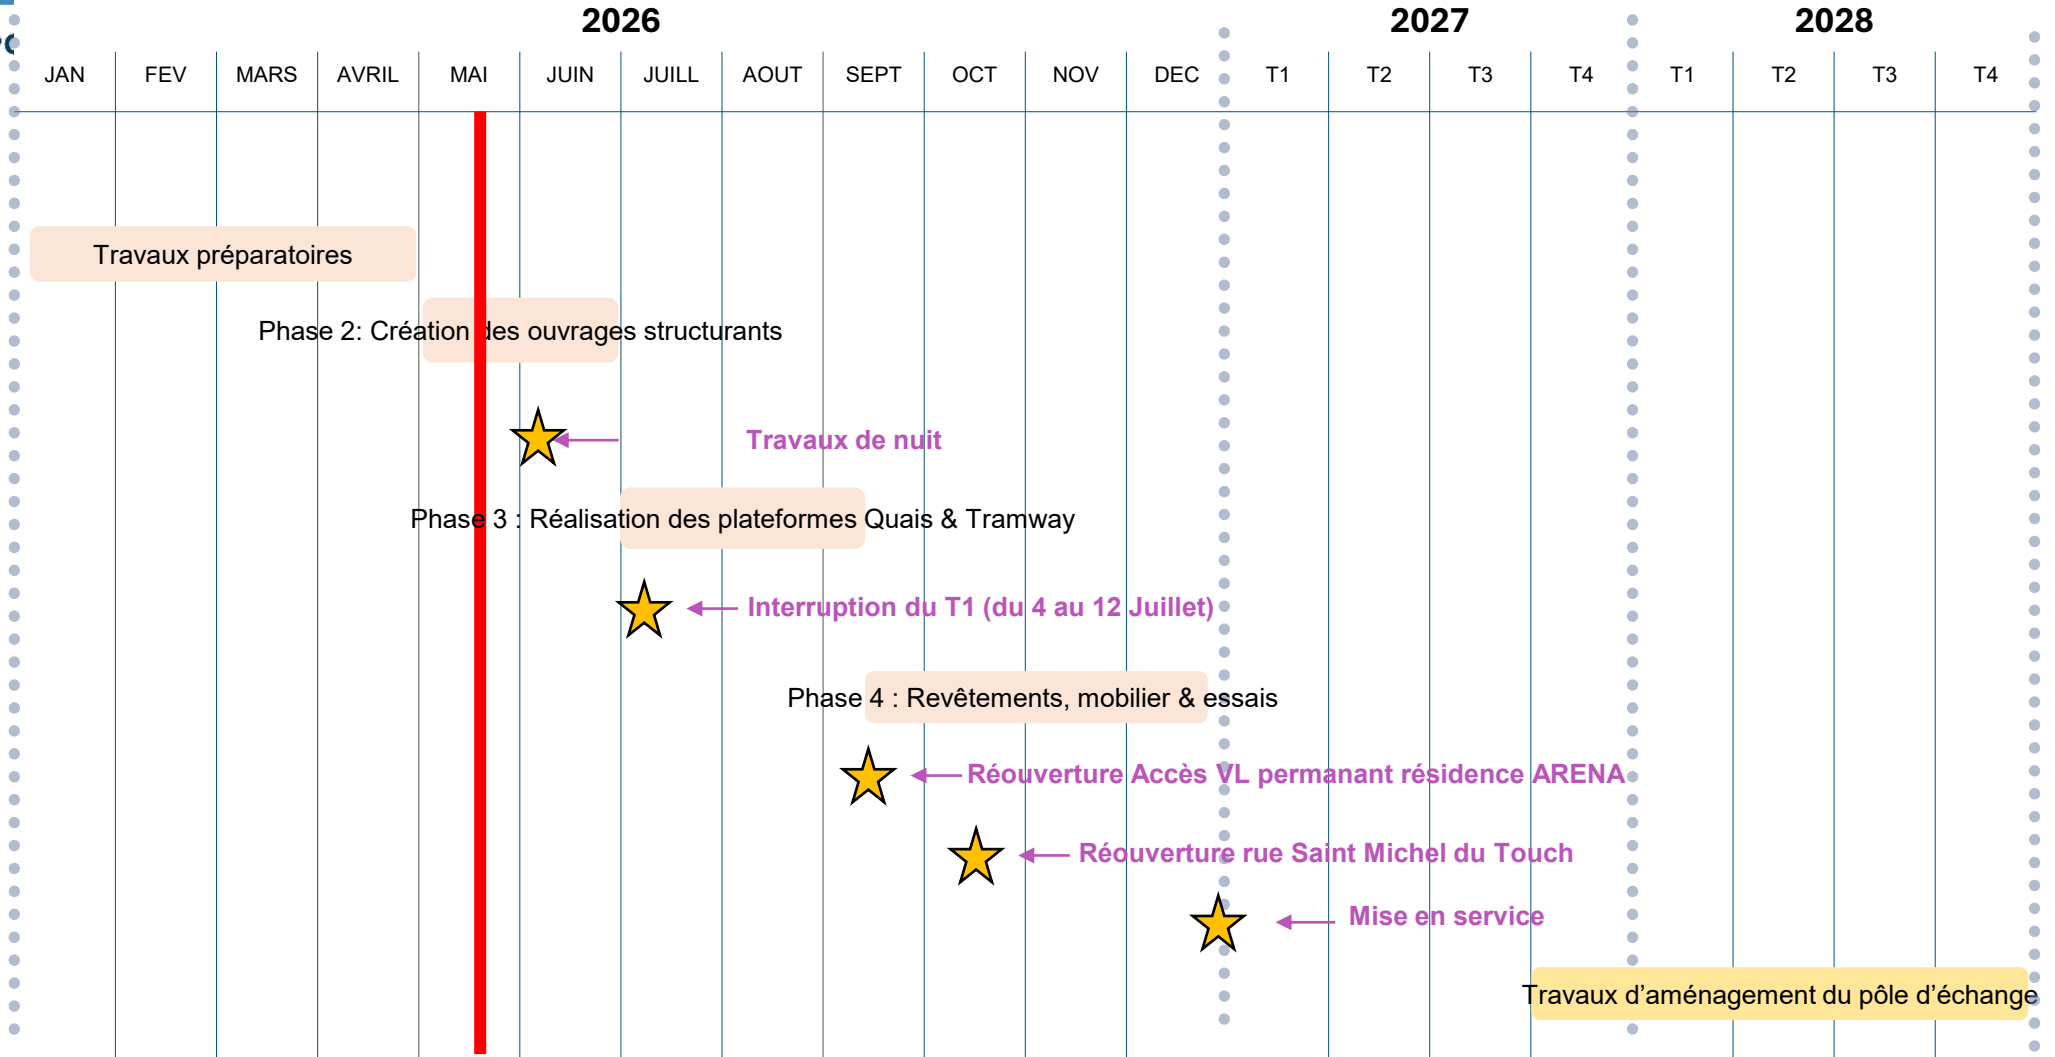 2026 2027 2028
JAN FEV MARS AVRIL MAI JUIN JUILL AOUT SEPT OCT NOV DEC T1 T2 T3 T4 T1 T2 T3 T4
Travaux préparatoires
Phase 2: Création des ouvrages structurants
Travaux de nuit
Phase 3 : Réalisation des plateformes Quais & Tramway
Interruption du T1 (du 4 au 12 Juillet)
Phase 4 : Revêtements, mobilier & essais
Réouverture Accès VL permanant résidence ARENA
Réouverture rue Saint Michel du Touch
Mise en service
Travaux d’aménagement du pôle d’échange